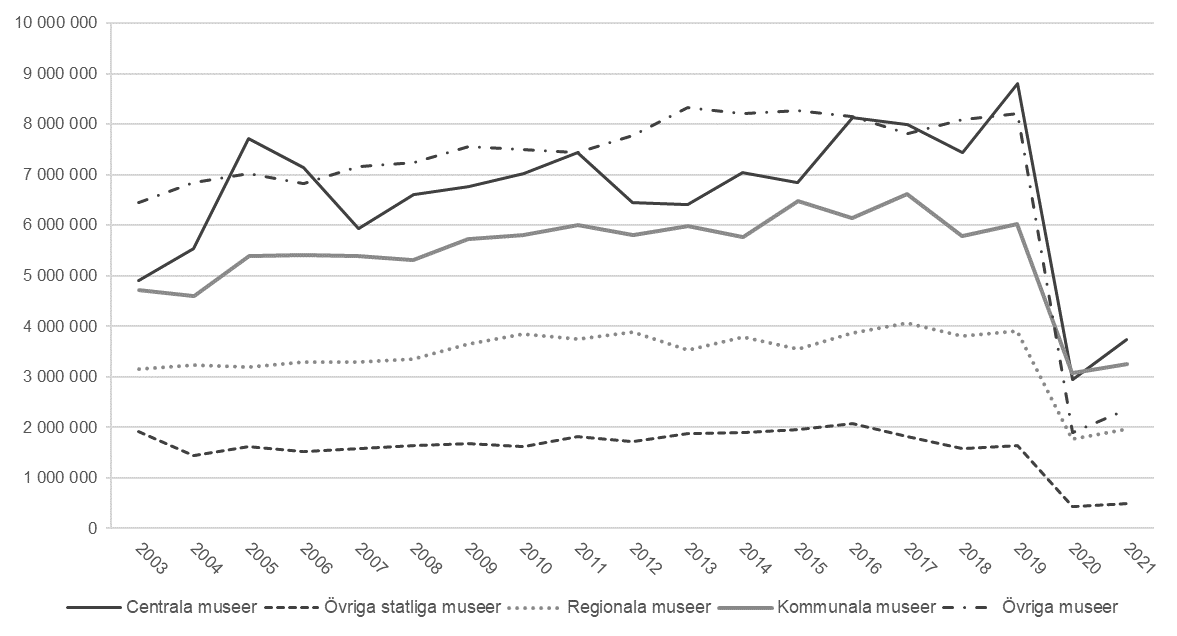 10 000 000
9 000 000
8 000 000
7 000 000
6 000 000
5 000 000
4 000 000
3 000 000
2 000 000
1 000 000
0
2003 2004 2005 2006 2007 2008 2009 2010 2011 2012 2013 2014 2015 2016 2017 2018 2019 2020 2021
Centrala museer Övriga statliga museer Regionala museer Kommunala museer Övriga museer